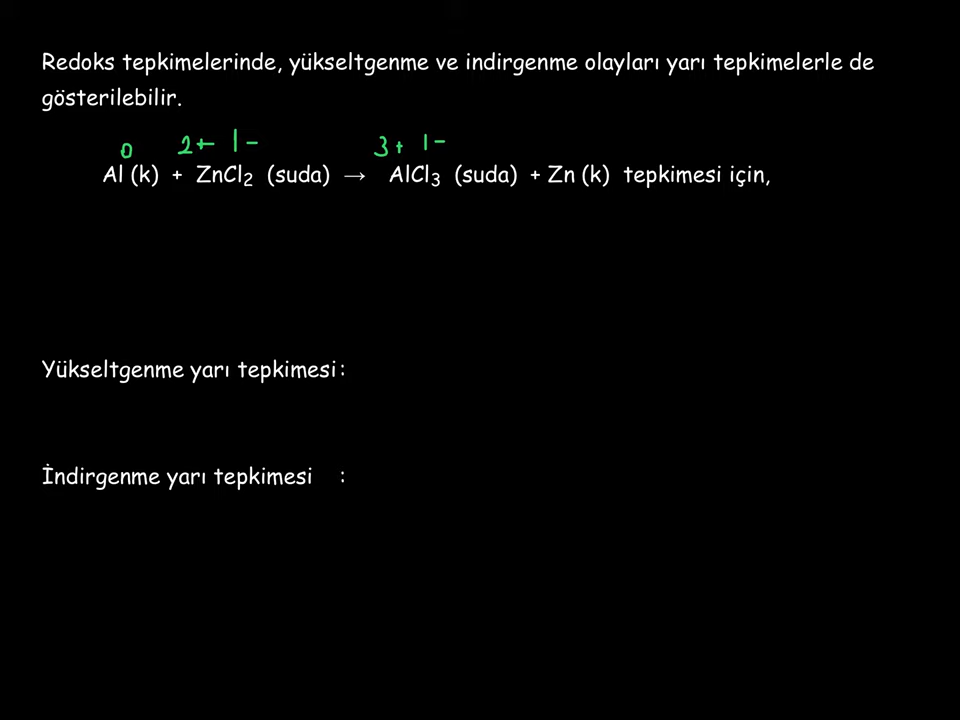 Redoks tepkimelerinde, yükseltgenme ve indirgenme olayları yarı tepkimelerle de
gösterilebilir.
0 2+ 1- 3+ 1-
Al (k) + ZnCl₂ (suda) → AlCl₃ (suda) + Zn (k) tepkimesi için,
Yükseltgenme yarı tepkimesi :
İndirgenme yarı tepkimesi :